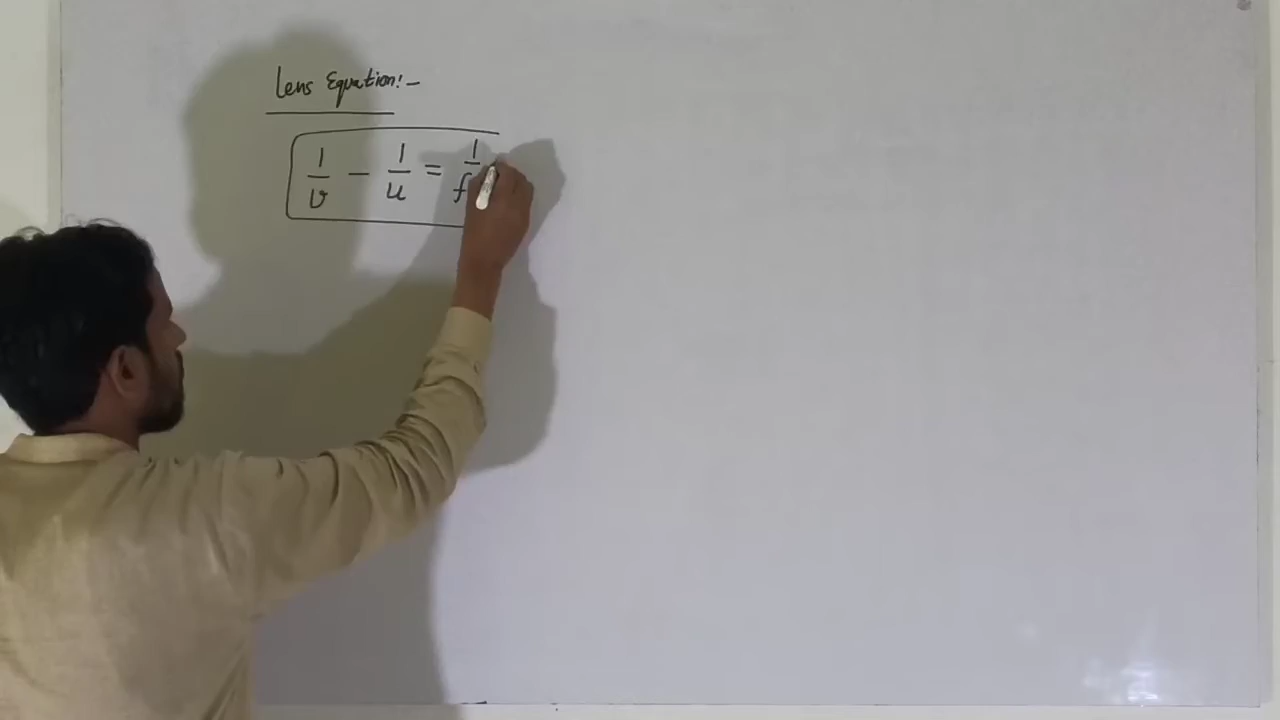 Lens Equation:-
1/v - 1/u = 1/f